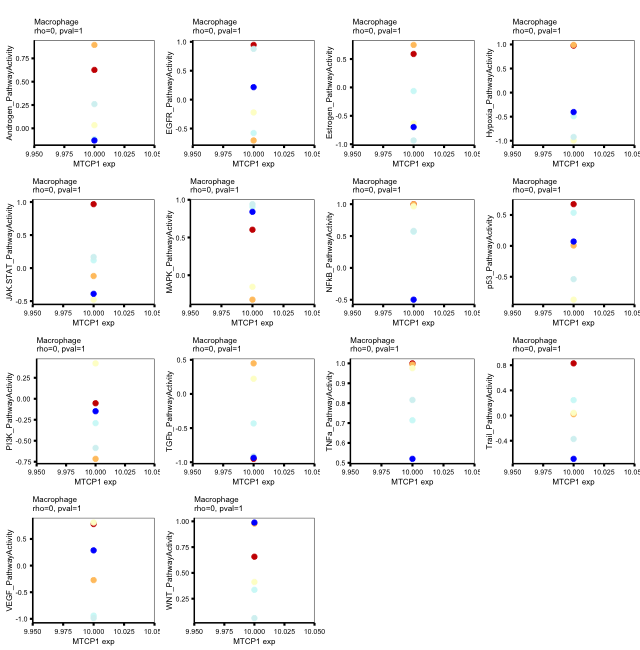 Macrophage
rho=0, pval=1
Androgen_PathwayActivity
0.75
0.50
0.25
0.00
9.950 9.975 10.000 10.025 10.05
MTCP1 exp
Macrophage
rho=0, pval=1
EGFR_PathwayActivity
1.0
0.5
0.0
-0.5
9.950 9.975 10.000 10.025 10.05
MTCP1 exp
Macrophage
rho=0, pval=1
Estrogen_PathwayActivity
0.5
0.0
-0.5
-1.0
9.950 9.975 10.000 10.025 10.05
MTCP1 exp
Macrophage
rho=0, pval=1
Hypoxia_PathwayActivity
1.0
0.5
0.0
-0.5
-1.0
9.950 9.975 10.000 10.025 10.05
MTCP1 exp
Macrophage
rho=0, pval=1
JAK.STAT_PathwayActivity
1.0
0.5
0.0
-0.5
9.950 9.975 10.000 10.025 10.05
MTCP1 exp
Macrophage
rho=0, pval=1
MAPK_PathwayActivity
1.0
0.5
0.0
9.950 9.975 10.000 10.025 10.05
MTCP1 exp
Macrophage
rho=0, pval=1
NFkB_PathwayActivity
1.0
0.5
0.0
-0.5
9.950 9.975 10.000 10.025 10.05
MTCP1 exp
Macrophage
rho=0, pval=1
p53_PathwayActivity
0.5
0.0
-0.5
9.950 9.975 10.000 10.025 10.05
MTCP1 exp
Macrophage
rho=0, pval=1
PI3K_PathwayActivity
0.25
0.00
-0.25
-0.50
-0.75
9.950 9.975 10.000 10.025 10.05
MTCP1 exp
Macrophage
rho=0, pval=1
TGFb_PathwayActivity
0.5
0.0
-0.5
-1.0
9.950 9.975 10.000 10.025 10.05
MTCP1 exp
Macrophage
rho=0, pval=1
TNFa_PathwayActivity
1.0
0.9
0.8
0.7
0.6
0.5
9.950 9.975 10.000 10.025 10.05
MTCP1 exp
Macrophage
rho=0, pval=1
Trail_PathwayActivity
0.8
0.4
0.0
-0.4
9.950 9.975 10.000 10.025 10.05
MTCP1 exp
Macrophage
rho=0, pval=1
VEGF_PathwayActivity
0.5
0.0
-0.5
-1.0
9.950 9.975 10.000 10.025 10.05
MTCP1 exp
Macrophage
rho=0, pval=1
WNT_PathwayActivity
1.00
0.75
0.50
0.25
9.950 9.975 10.000 10.025 10.050
MTCP1 exp